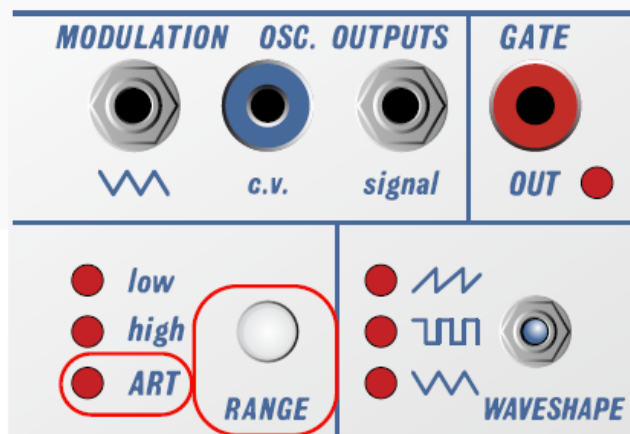 MODULATION OSC. OUTPUTS GATE
c.v. signal OUT
low
high
ART
RANGE WAVESHAPE